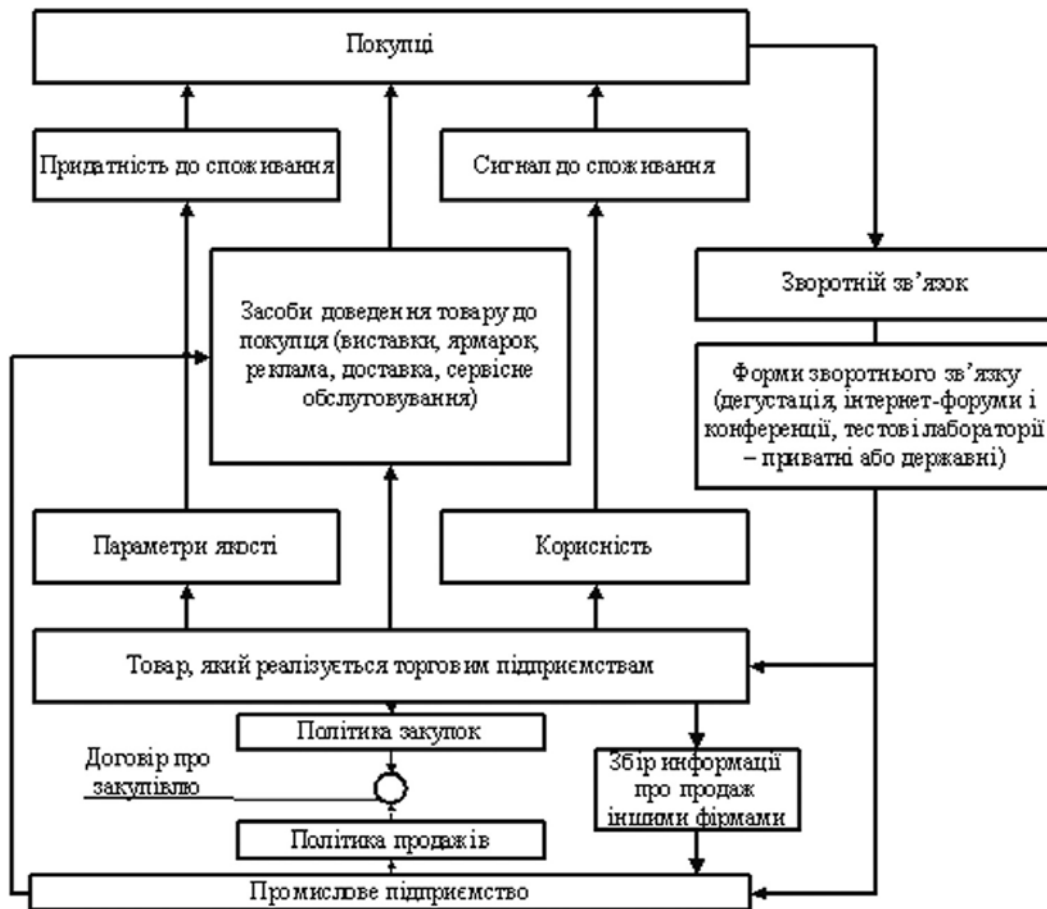 Покупці
Придатність до споживання
Сигнал до споживання
Засоби доведення товару до
покупця (виставки, ярмарок,
реклама, доставка, сервісне
обслуговування)
Зворотній зв’язок
Форми зворотнього зв’язку
(дегустація, інтернет-форуми і
конференції, тестові лабораторії
– приватні або державні)
Параметри якості
Корисність
Товар, який реалізується торговим підприємствам
Політика закупок
Договір про
закупівлю
Збір информації
про продаж
іншими фірмами
Політика продажів
Промислове підприємство